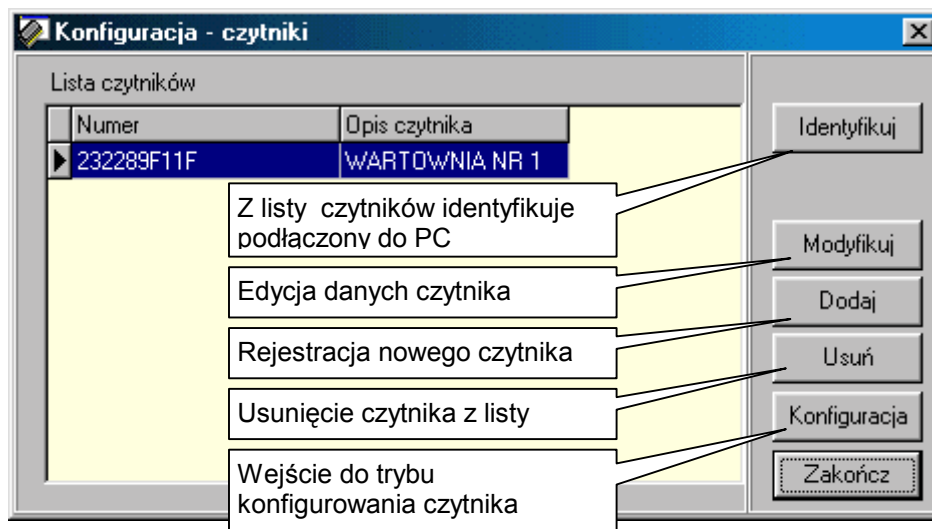 Konfiguracja - czytniki
Lista czytników
Numer Opis czytnika
232289F11F WARTOWNIA NR 1
Identyfikuj
Z listy czytników identyfikuje
podłączony do PC
Modyfikuj
Edycja danych czytnika
Dodaj
Rejestracja nowego czytnika
Usuń
Usunięcie czytnika z listy
Konfiguracja
Wejście do trybu
konfigurowania czytnika
Zakończ